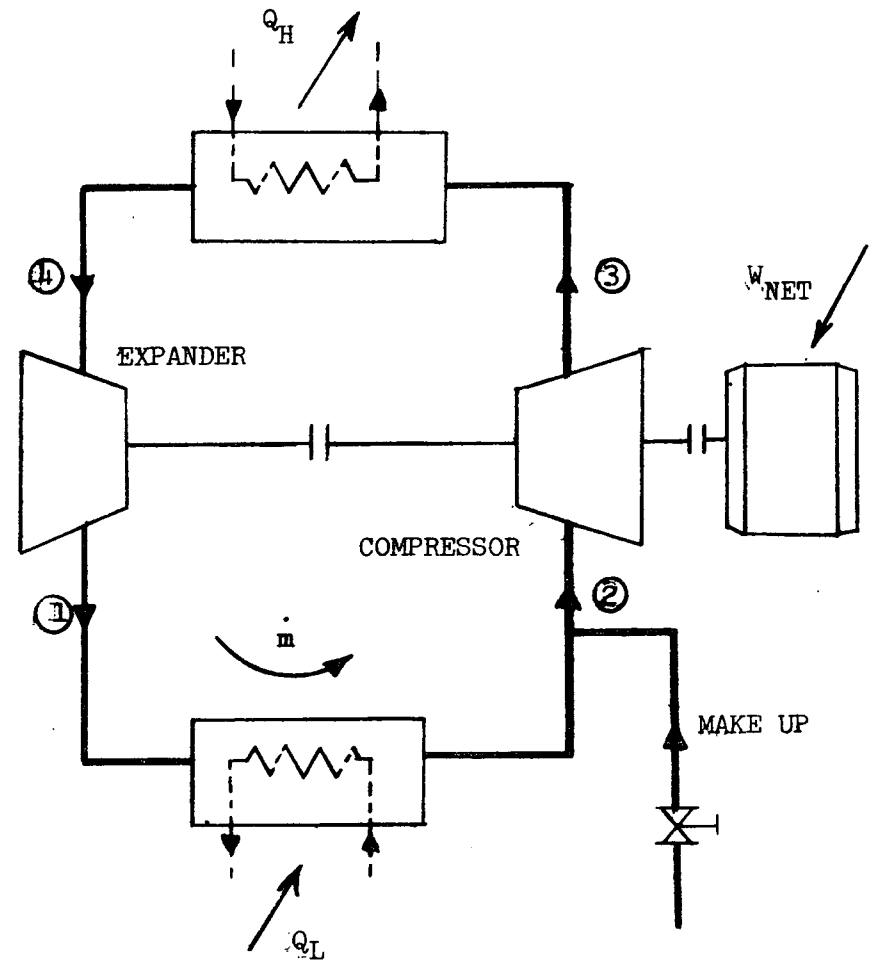 Q_H
4
3
W_NET
EXPANDER
COMPRESSOR
1
2
ṁ
MAKE UP
Q_L